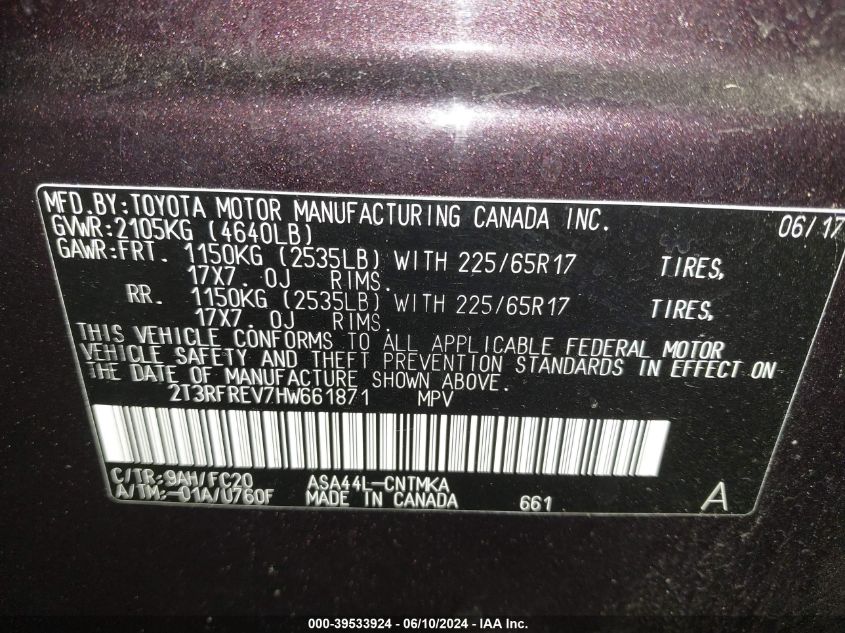 MFD.BY:TOYOTA MOTOR MANUFACTURING CANADA INC. 06/17
GVWR:2105KG (4640LB)
GAWR:FRT. 1150KG (2535LB) WITH 225/65R17 TIRES,
17X7.0J RIMS.
RR. 1150KG (2535LB) WITH 225/65R17 TIRES,
17X7.0J RIMS.
THIS VEHICLE CONFORMS TO ALL APPLICABLE FEDERAL MOTOR
VEHICLE SAFETY AND THEFT PREVENTION STANDARDS IN EFFECT ON
THE DATE OF MANUFACTURE SHOWN ABOVE.
2T3RFREV7HW661871 MPV
C/TR:9AH/FC20 ASA44L-CNTMKA
A/TM:-01A/U760F MADE IN CANADA 661 A
000-39533924 - 06/10/2024 - IAA Inc.